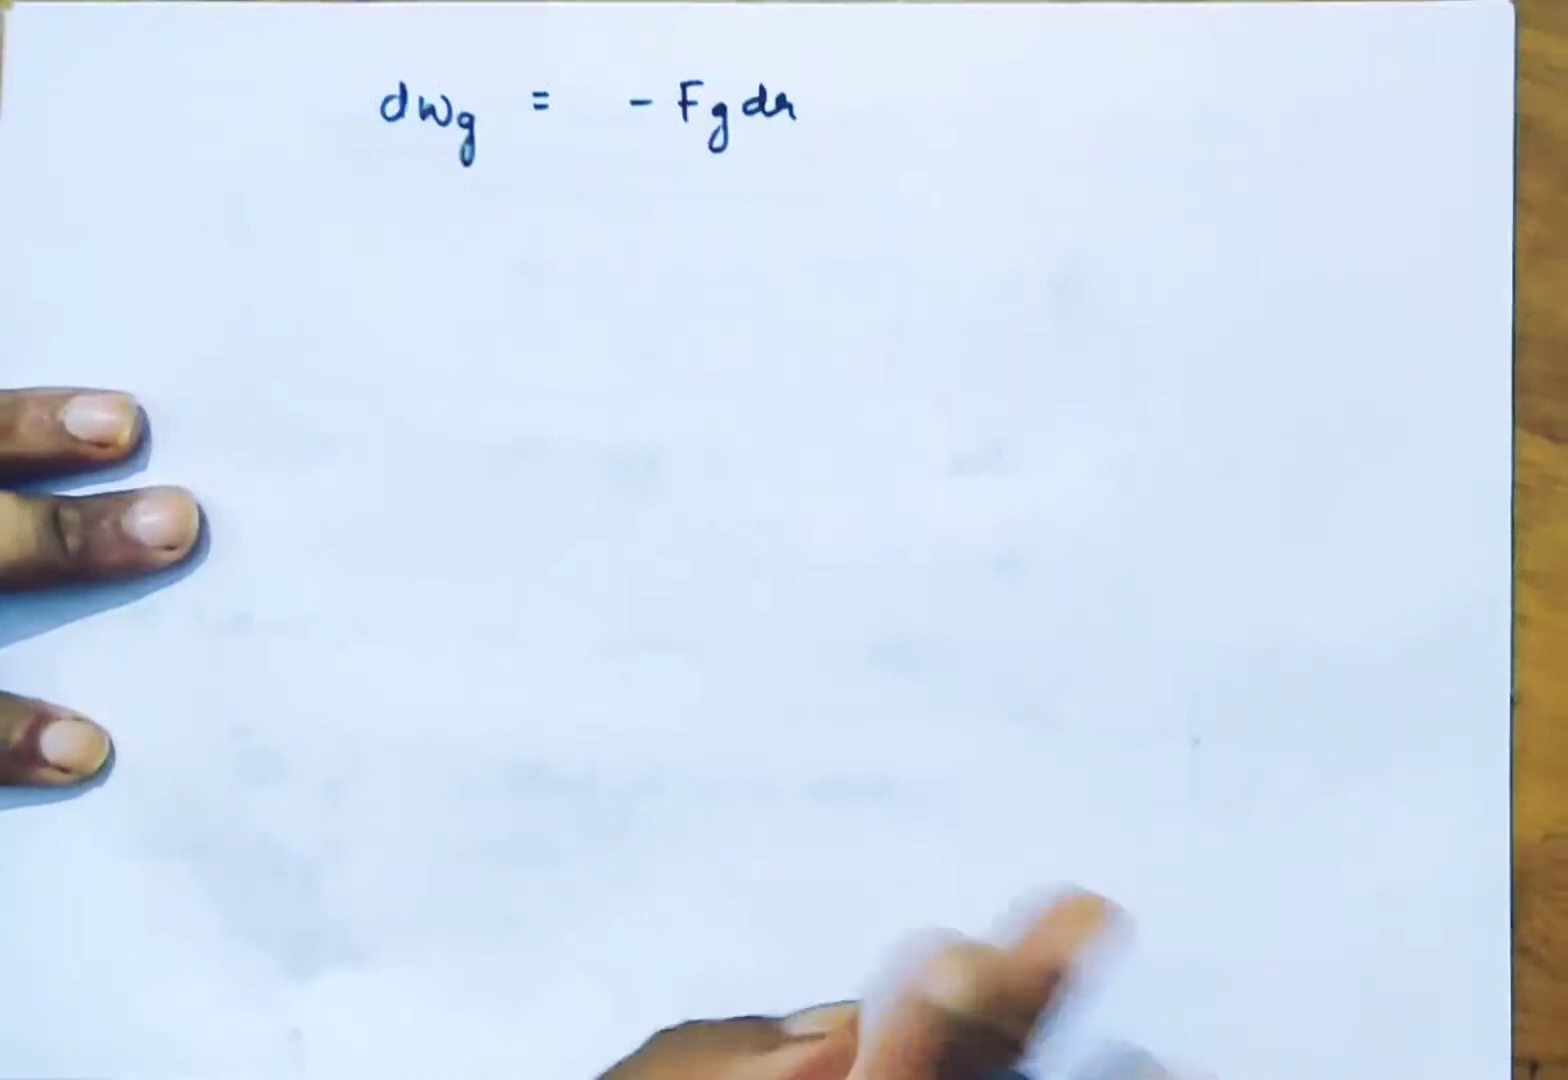 dwg = - Fg dr